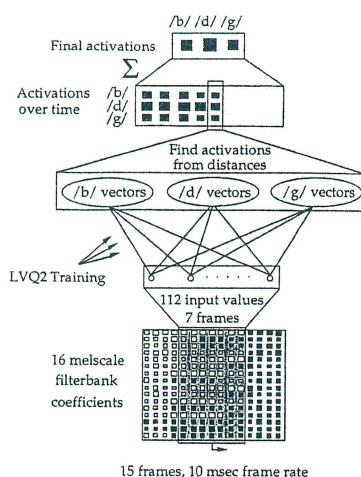 /b/ /d/ /g/
Final activations
Σ
Activations
over time
/b/
/d/
/g/
Find activations
from distances
/b/ vectors
/d/ vectors
/g/ vectors
LVQ2 Training
112 input values
7 frames
16 melscale
filterbank
coefficients
15 frames, 10 msec frame rate